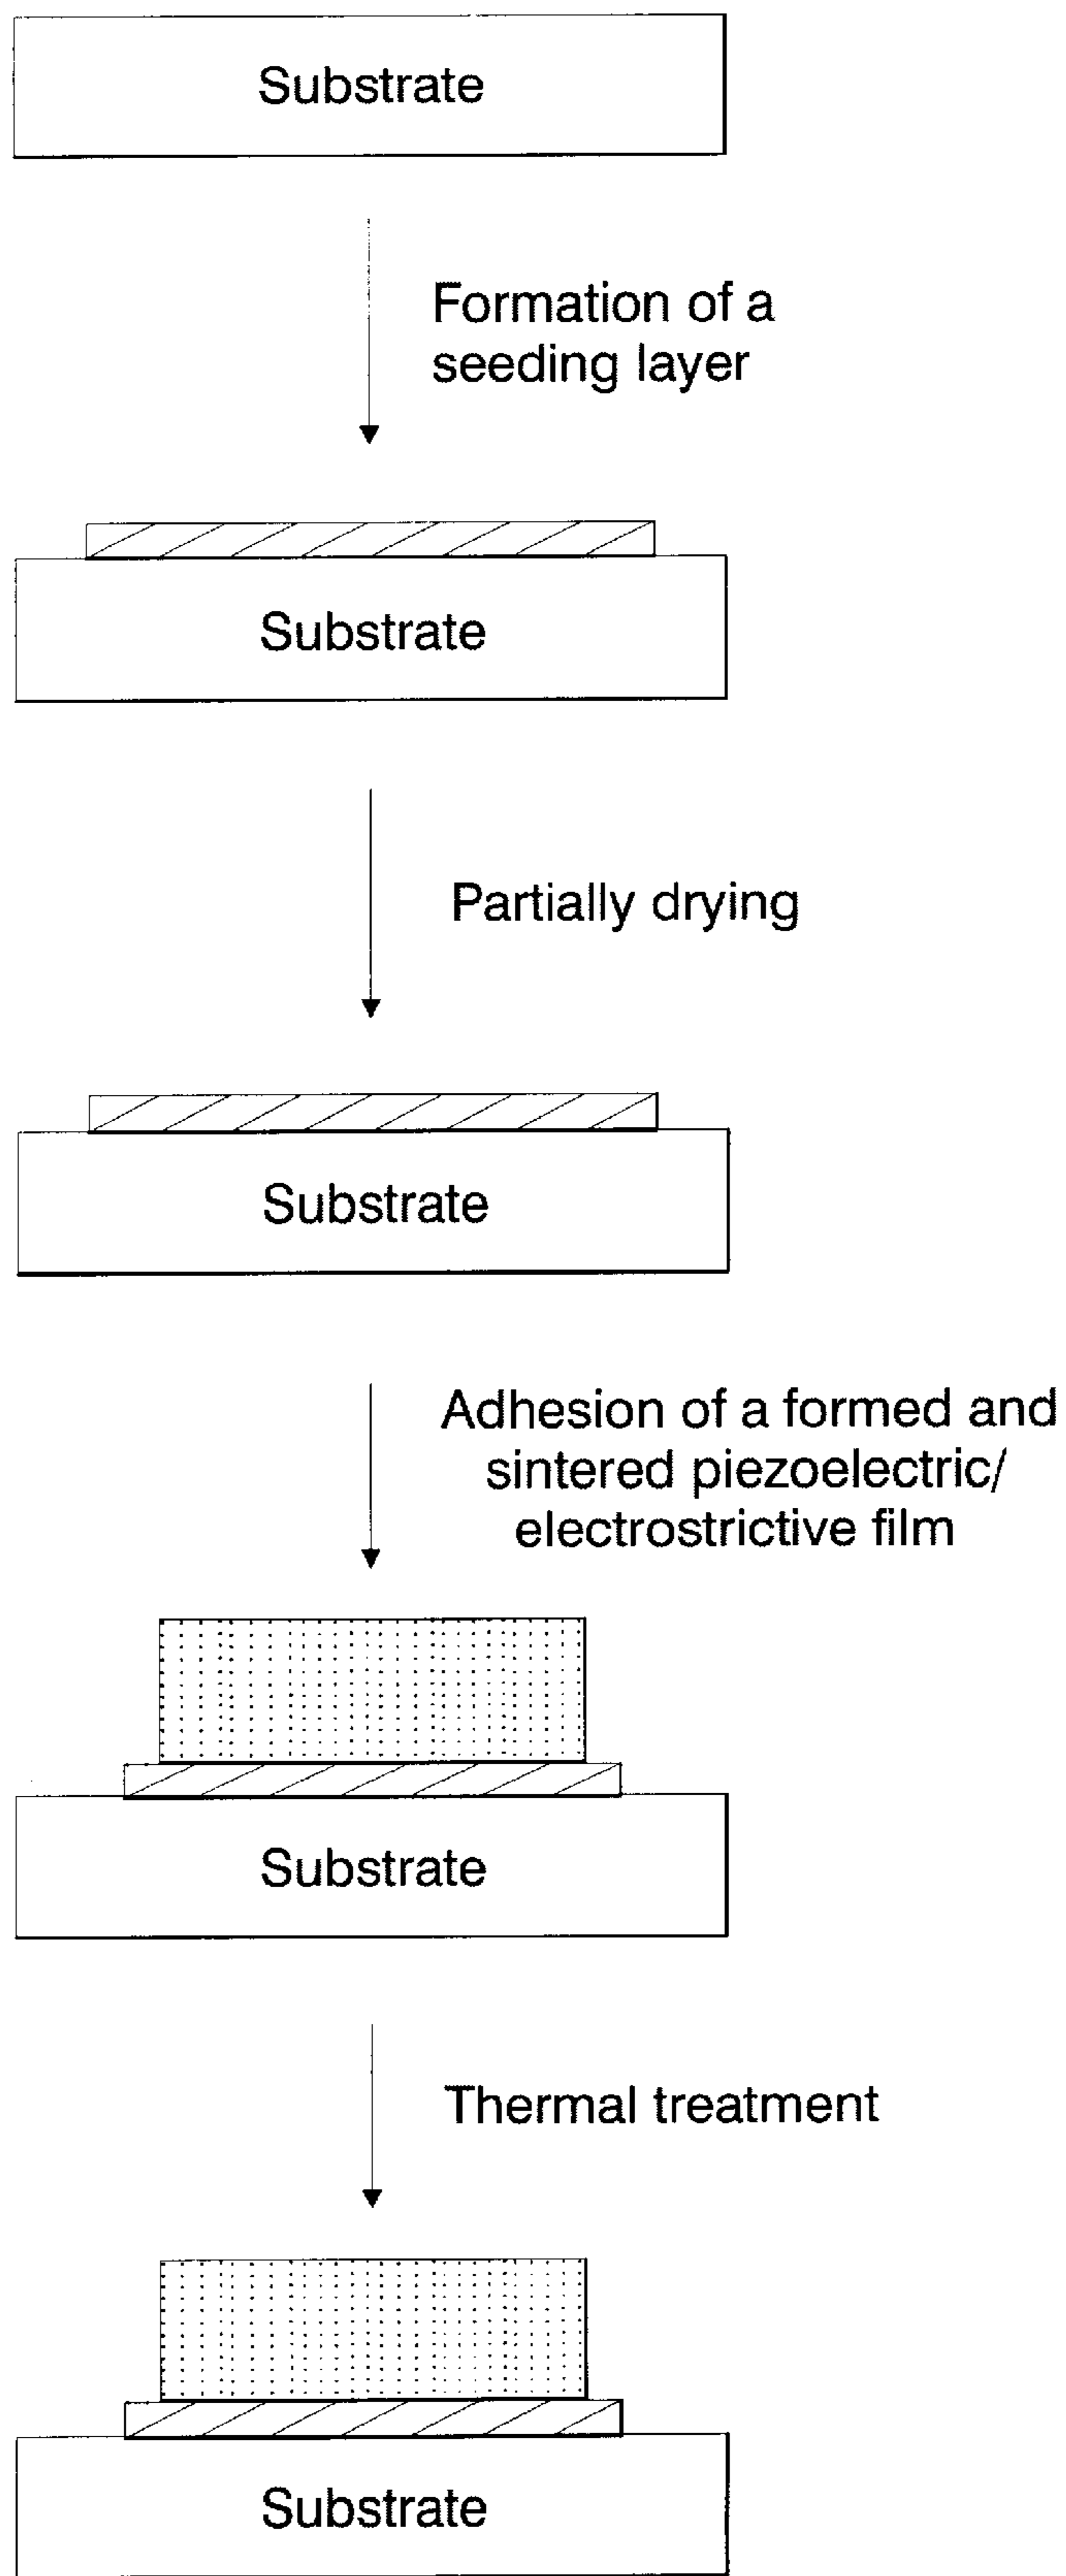 Substrate
Formation of a
seeding layer
Substrate
Partially drying
Substrate
Adhesion of a formed and
sintered piezoelectric/
electrostrictive film
Substrate
Thermal treatment
Substrate